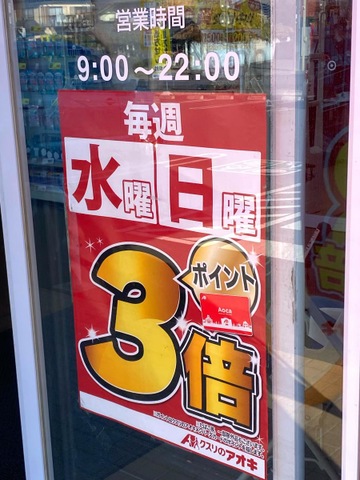 営業時間
9:00～22:00
毎週
水曜日曜
ポイント
Aoca
3倍
クスリのアオキ